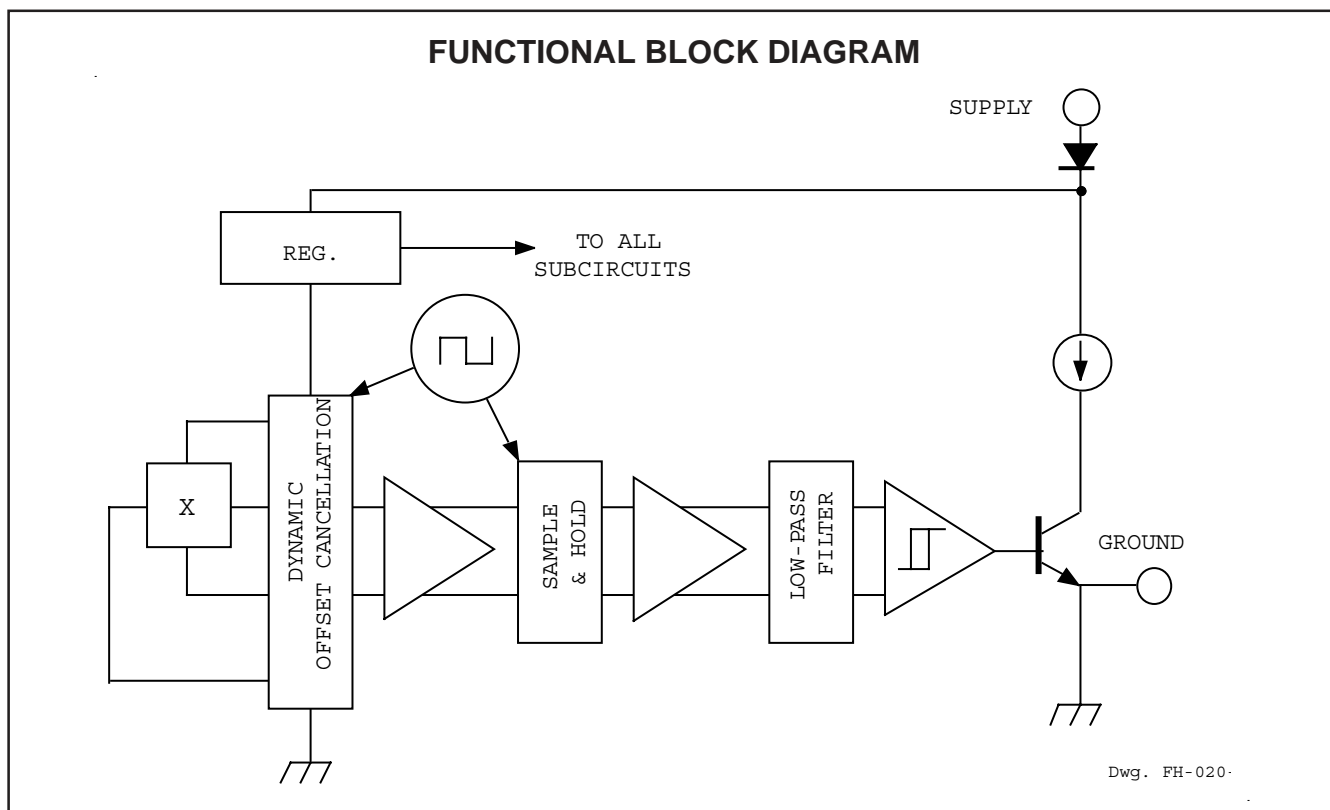 FUNCTIONAL BLOCK DIAGRAM
SUPPLY
REG.
TO ALL
SUBCIRCUITS
X
DYNAMIC
OFFSET CANCELLATION
SAMPLE
& HOLD
LOW-PASS
FILTER
GROUND
Dwg. FH-020-